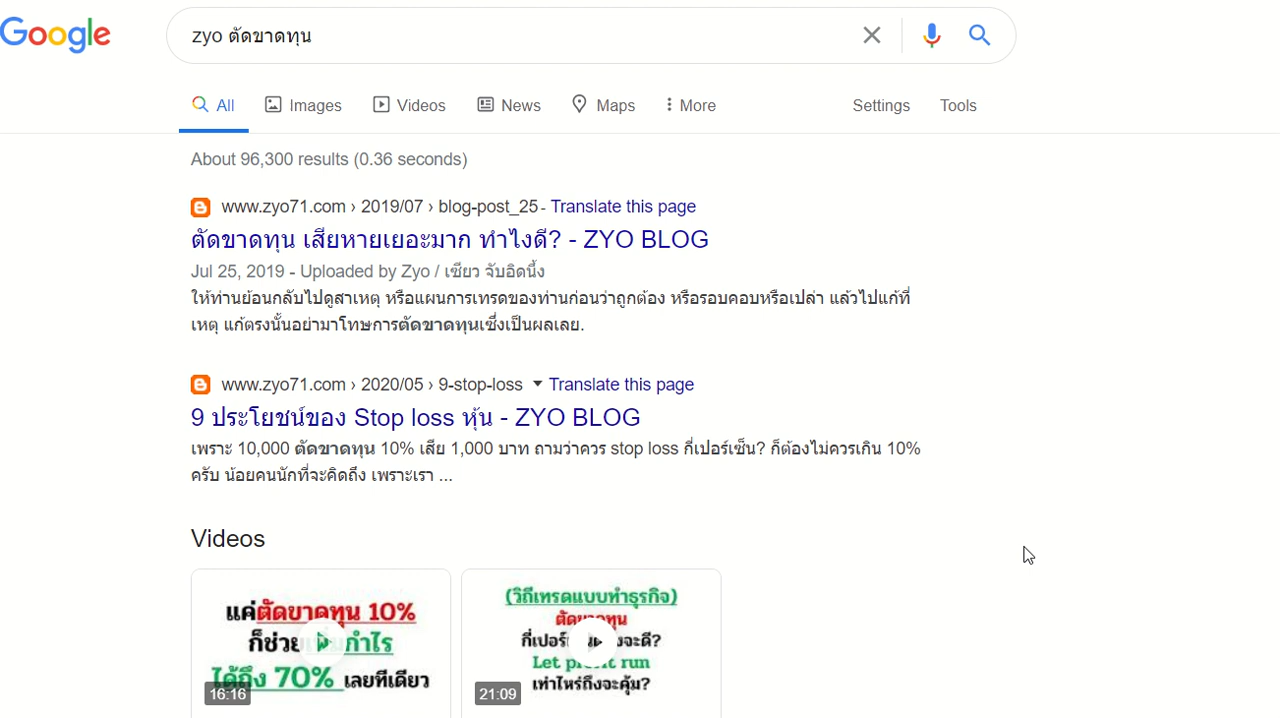 Google
zyo ตัดขาดทุน
All Images Videos News Maps More Settings Tools
About 96,300 results (0.36 seconds)
www.zyo71.com › 2019/07 › blog-post_25 - Translate this page
ตัดขาดทุน เสียหายเยอะมาก ทำไงดี? - ZYO BLOG
Jul 25, 2019 - Uploaded by Zyo / เซียว จับอิดนึ้ง
ให้ท่านย้อนกลับไปดูสาเหตุ หรือแผนการเทรดของท่านก่อนว่าถูกต้อง หรือรอบคอบหรือเปล่า แล้วไปแก้ที่
เหตุ แก้ตรงนั้นอย่ามาโทษการตัดขาดทุนเซึ่งเป็นผลเลย.
www.zyo71.com › 2020/05 › 9-stop-loss Translate this page
9 ประโยชน์ของ Stop loss หุ้น - ZYO BLOG
เพราะ 10,000 ตัดขาดทุน 10% เสีย 1,000 บาท ถามว่าควร stop loss กี่เปอร์เซ็น? ก็ต้องไม่ควรเกิน 10%
ครับ น้อยคนนักที่จะคิดถึง เพราะเรา ...
Videos
แค่ตัดขาดทุน 10%
ก็ช่วย กำไร
ได้ถึง 70% เลยทีเดียว
16:16
(วิถีเทรดแบบทำธุรกิจ)
ตัดขาดทุน
กี่เปอร์ จะดี?
Let profit run
เท่าไหร่ถึงจะคุ้ม?
21:09